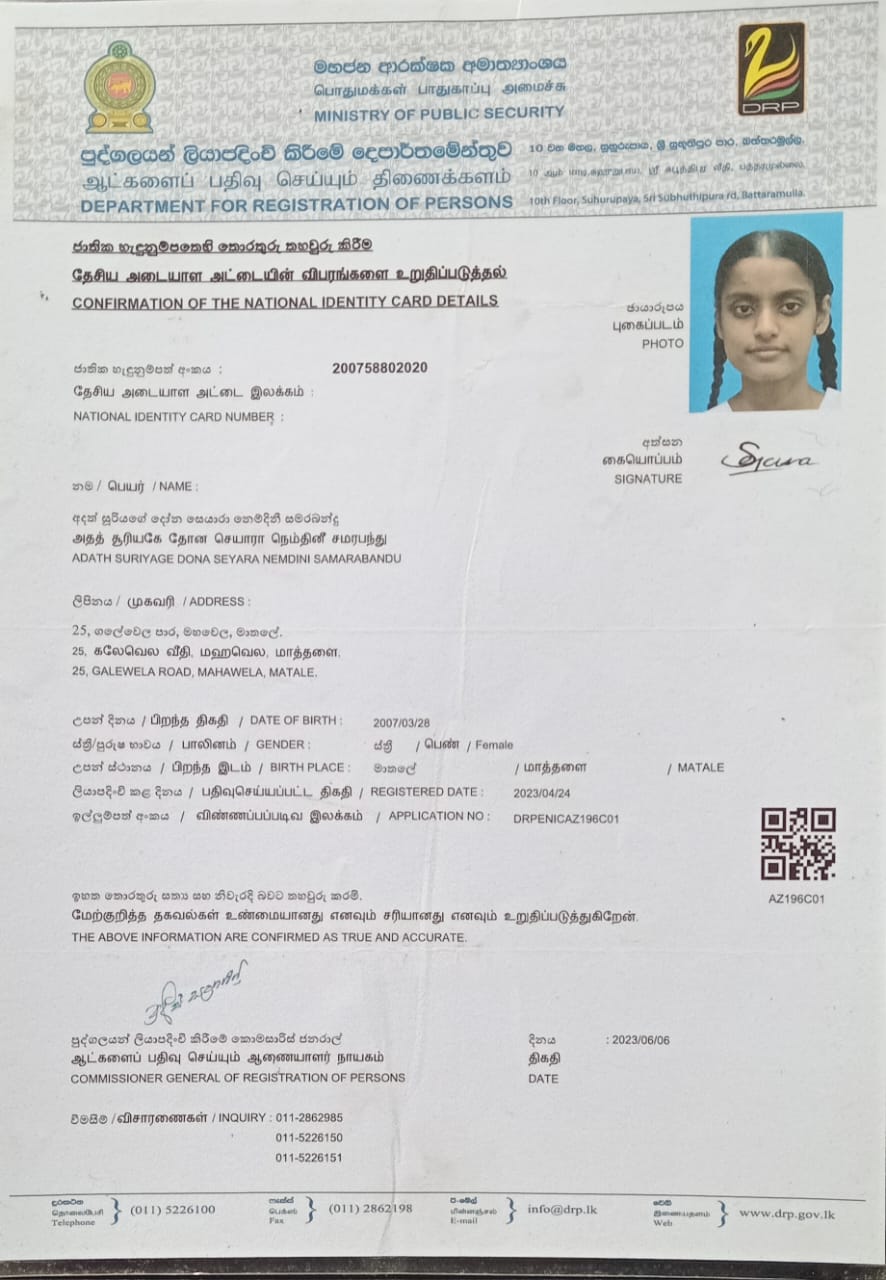 මහජන ආරක්ෂක අමාත්‍යාංශය
பொதுமக்கள் பாதுகாப்பு அமைச்சு
MINISTRY OF PUBLIC SECURITY
DRP
පුද්ගලයන් ලියාපදිංචි කිරීමේ දෙපාර්තමේන්තුව
ஆட்களைப் பதிவு செய்யும் திணைக்களம்
DEPARTMENT FOR REGISTRATION OF PERSONS
10 වන මහල, සුහුරුපාය, ශ්‍රී සුභූතිපුර පාර, බත්තරමුල්ල.
10th Floor, Suhurupaya, Sri Subhuthipura rd, Battaramulla.
ජාතික හැඳුනුම්පතෙහි තොරතුරු තහවුරු කිරීම
தேசிய அடையாள அட்டையின் விபரங்களை உறுதிப்படுத்தல்
CONFIRMATION OF THE NATIONAL IDENTITY CARD DETAILS
ඡායාරූපය
புகைப்படம்
PHOTO
ජාතික හැඳුනුම්පත් අංකය : 200758802020
தேசிய அடையாள அட்டை இலக்கம் :
NATIONAL IDENTITY CARD NUMBER :
අත්සන
கையொப்பம்
SIGNATURE
නම / பெயர் / NAME :
අදත් සූරියගේ දෝන සෙයාරා නෙම්දිනී සමරබන්දු
அதத் சூரியகே தோன செயாரா நெம்தினீ சமரபந்து
ADATH SURIYAGE DONA SEYARA NEMDINI SAMARABANDU
ලිපිනය / முகவரி / ADDRESS :
25, ගලේවෙල පාර, මහවෙල, මාතලේ.
25, கலேவெல வீதி, மஹவெல, மாத்தளை.
25, GALEWELA ROAD, MAHAWELA, MATALE.
උපන් දිනය / பிறந்த திகதி / DATE OF BIRTH : 2007/03/28
ස්ත්‍රී/පුරුෂ භාවය / பாலினம் / GENDER : ස්ත්‍රී / பெண் / Female
උපන් ස්ථානය / பிறந்த இடம் / BIRTH PLACE : මාතලේ / மாத்தளை / MATALE
ලියාපදිංචි කළ දිනය / பதிவுசெய்யப்பட்ட திகதி / REGISTERED DATE : 2023/04/24
ඉල්ලුම්පත් අංකය / விண்ணப்பப்படிவ இலக்கம் / APPLICATION NO : DRPENICAZ196C01
AZ196C01
ඉහත තොරතුරු සත්‍ය සහ නිවැරදි බවට තහවුරු කරමි.
மேற்குறித்த தகவல்கள் உண்மையானது எனவும் சரியானது எனவும் உறுதிப்படுத்துகிறேன்.
THE ABOVE INFORMATION ARE CONFIRMED AS TRUE AND ACCURATE.
පුද්ගලයන් ලියාපදිංචි කිරීමේ කොමසාරිස් ජනරාල්
ஆட்களைப் பதிவு செய்யும் ஆணையாளர் நாயகம்
COMMISSIONER GENERAL OF REGISTRATION OF PERSONS
දිනය : 2023/06/06
திகதி
DATE
විමසීම් /விசாரணைகள் / INQUIRY : 011-2862985
011-5226150
011-5226151
දුරකථන
தொலைபேசி
Telephone
(011) 5226100
ෆැක්ස්
பெக்ஸ்
Fax
(011) 2862198
ඊ-මේල්
மின்னஞ்சல்
E-mail
info@drp.lk
වෙබ්
இணையதளம்
Web
www.drp.gov.lk